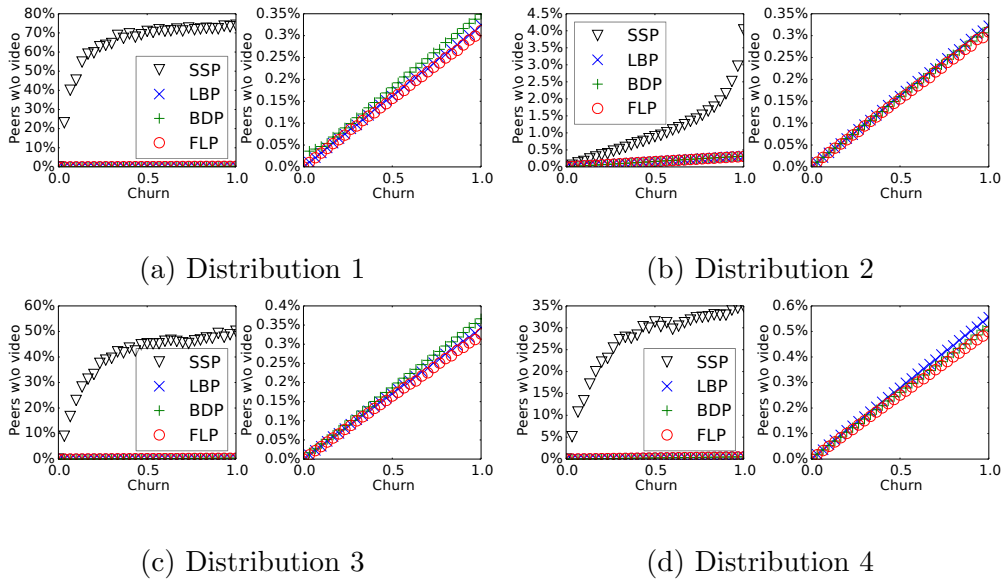 Peers w\o video
80%
70%
60%
50%
40%
30%
20%
10%
0%
0.0
0.5
1.0
Churn
SSP
LBP
BDP
FLP
Peers w\o video
0.35%
0.3%
0.25%
0.2%
0.15%
0.1%
0.05%
0.0%
0.0
0.5
1.0
Churn
(a) Distribution 1
Peers w\o video
4.5%
4.0%
3.5%
3.0%
2.5%
2.0%
1.5%
1.0%
0.5%
0.0%
0.0
0.5
1.0
Churn
SSP
LBP
BDP
FLP
Peers w\o video
0.35%
0.3%
0.25%
0.2%
0.15%
0.1%
0.05%
0.0%
0.0
0.5
1.0
Churn
(b) Distribution 2
Peers w\o video
60%
50%
40%
30%
20%
10%
0%
0.0
0.5
1.0
Churn
SSP
LBP
BDP
FLP
Peers w\o video
0.4%
0.35%
0.3%
0.25%
0.2%
0.15%
0.1%
0.05%
0.0%
0.0
0.5
1.0
Churn
(c) Distribution 3
Peers w\o video
35%
30%
25%
20%
15%
10%
5%
0%
0.0
0.5
1.0
Churn
SSP
LBP
BDP
FLP
Peers w\o video
0.6%
0.5%
0.4%
0.3%
0.2%
0.1%
0.0%
0.0
0.5
1.0
Churn
(d) Distribution 4